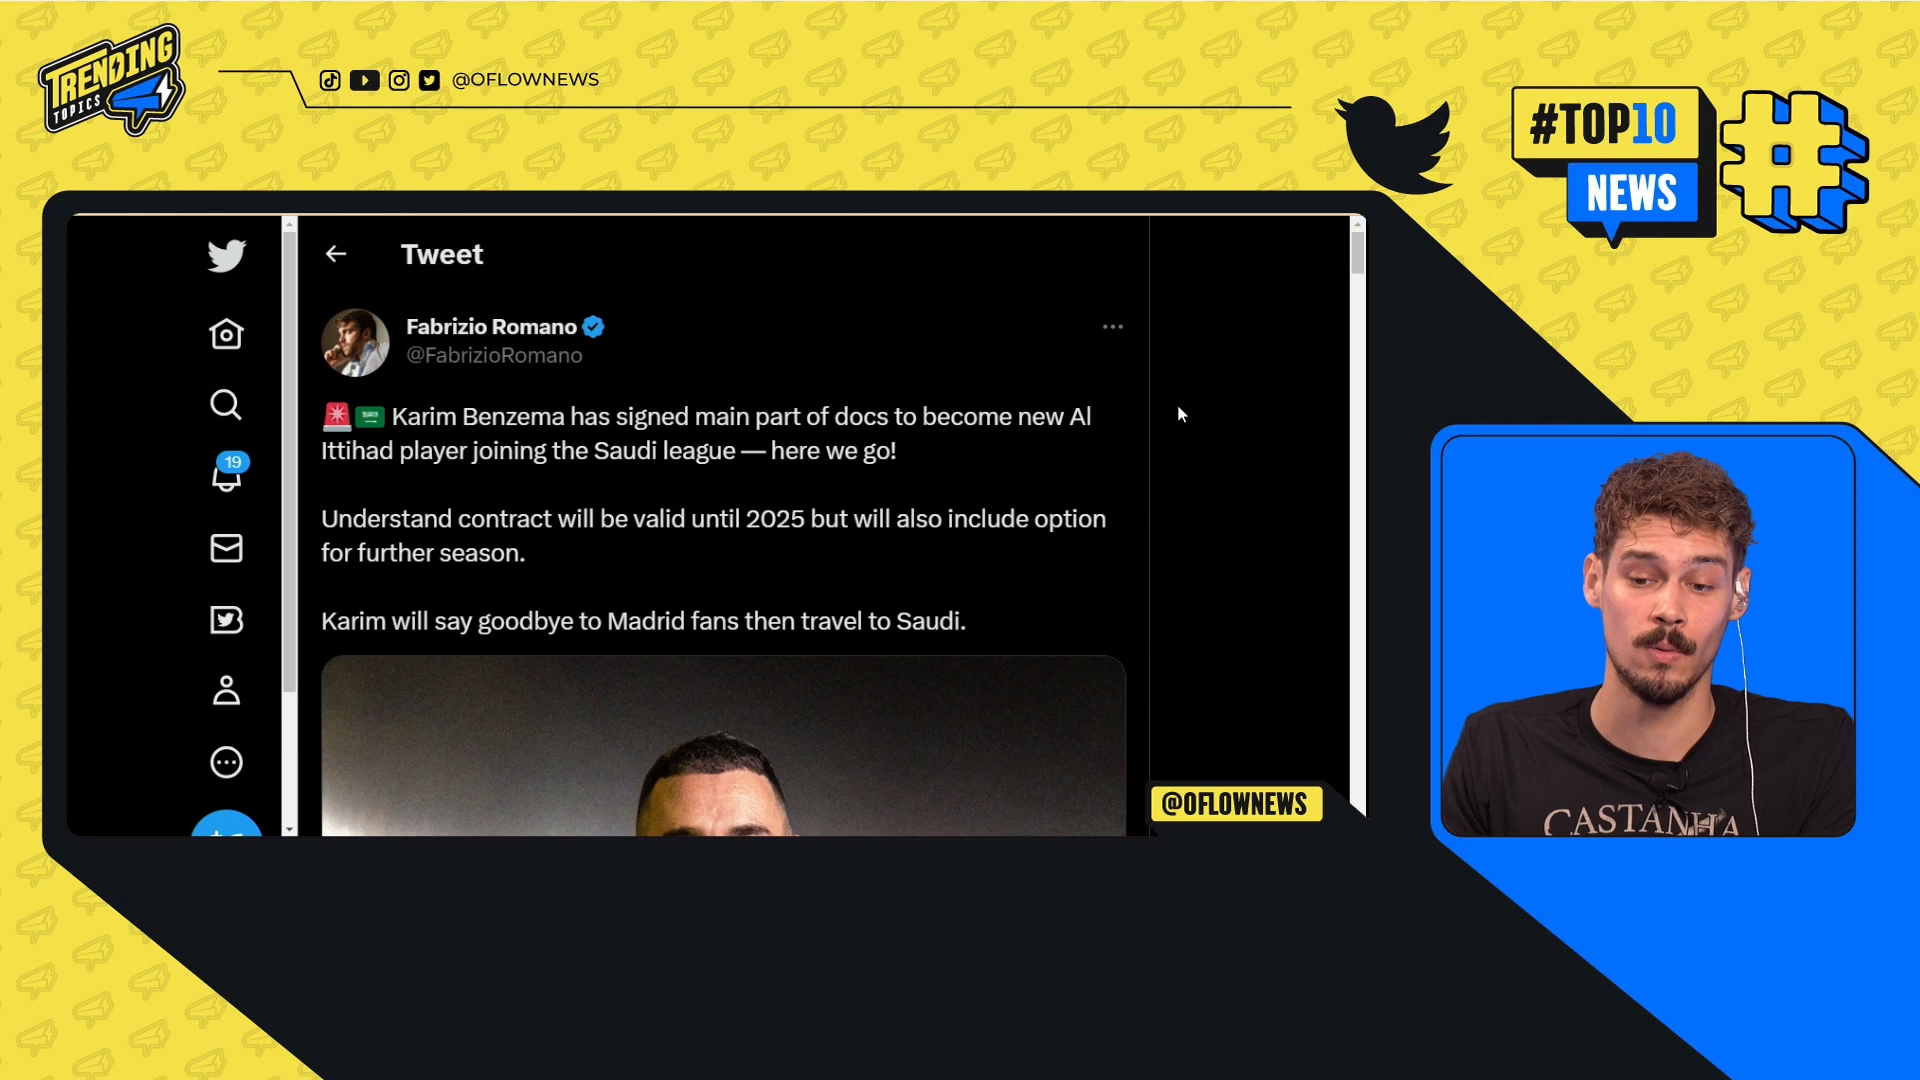 TRENDING
TOPICS
@OFLOWNEWS
#TOP10
NEWS
Tweet
Fabrizio Romano
@FabrizioRomano
Karim Benzema has signed main part of docs to become new Al
Ittihad player joining the Saudi league — here we go!
Understand contract will be valid until 2025 but will also include option
for further season.
Karim will say goodbye to Madrid fans then travel to Saudi.
19
@OFLOWNEWS
CASTANHA